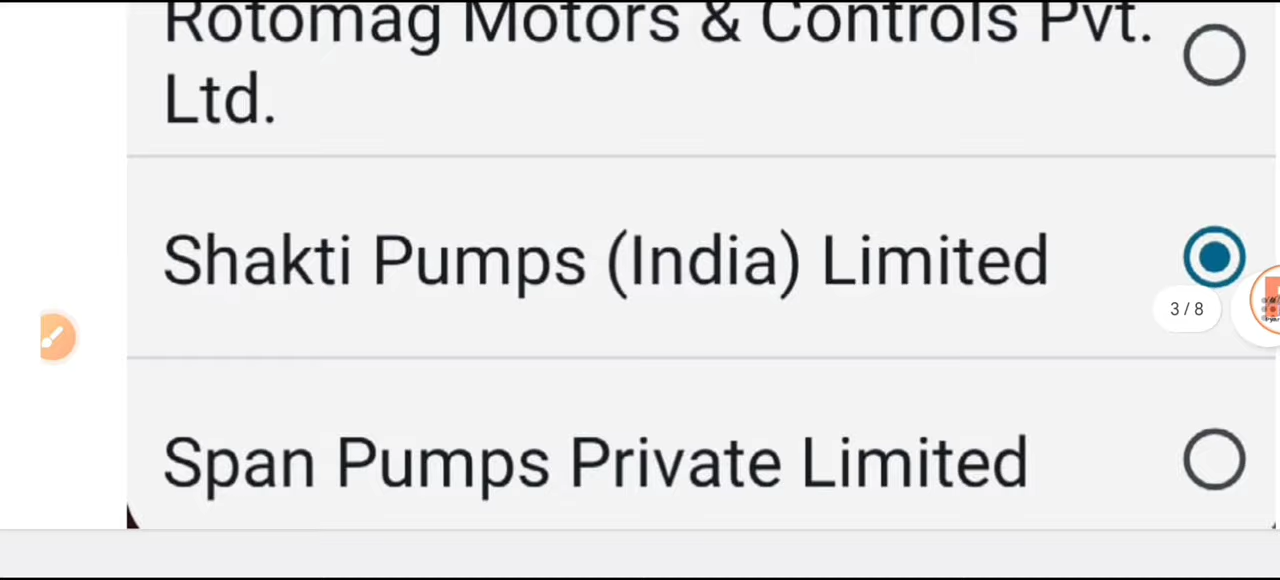 Rotomag Motors & Controls Pvt.
Ltd.
Shakti Pumps (India) Limited
3 / 8
Span Pumps Private Limited